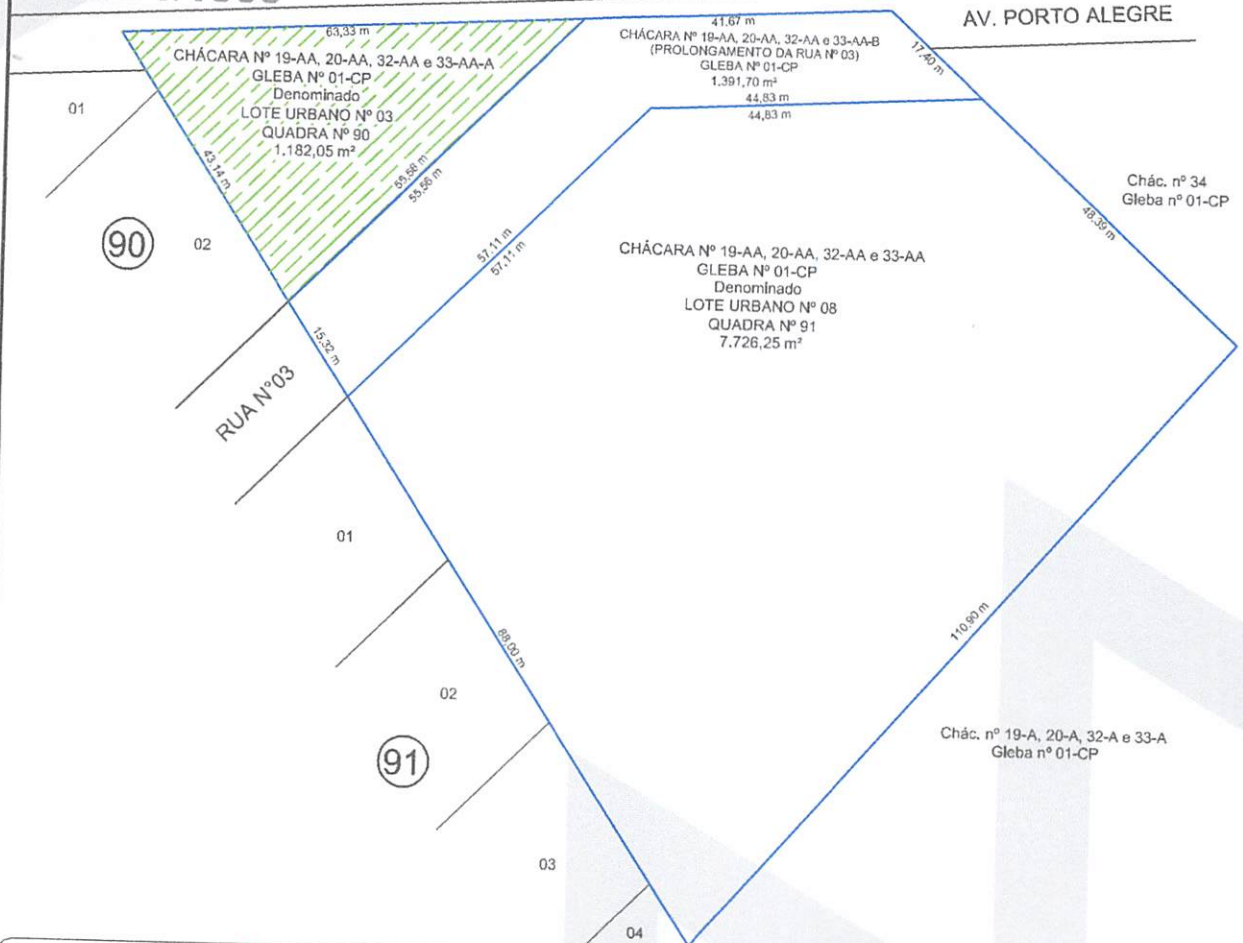 AV. PORTO ALEGRE
63,33 m
41,67 m
17,40 m
CHÁCARA Nº 19-AA, 20-AA, 32-AA e 33-AA-A
GLEBA Nº 01-CP
Denominado
LOTE URBANO Nº 03
QUADRA Nº 90
1.182,05 m²
CHÁCARA Nº 19-AA, 20-AA, 32-AA e 33-AA-B
(PROLONGAMENTO DA RUA Nº 03)
GLEBA Nº 01-CP
1.391,70 m²
44,83 m
44,83 m
01
43,14 m
55,56 m
Chác. nº 34
Gleba nº 01-CP
48,39 m
90
02
57,11 m
57,11 m
CHÁCARA Nº 19-AA, 20-AA, 32-AA e 33-AA
GLEBA Nº 01-CP
Denominado
LOTE URBANO Nº 08
QUADRA Nº 91
7.726,25 m²
15,32 m
RUA N°03
01
88,00 m
110,90 m
02
91
Chác. nº 19-A, 20-A, 32-A e 33-A
Gleba nº 01-CP
03
04